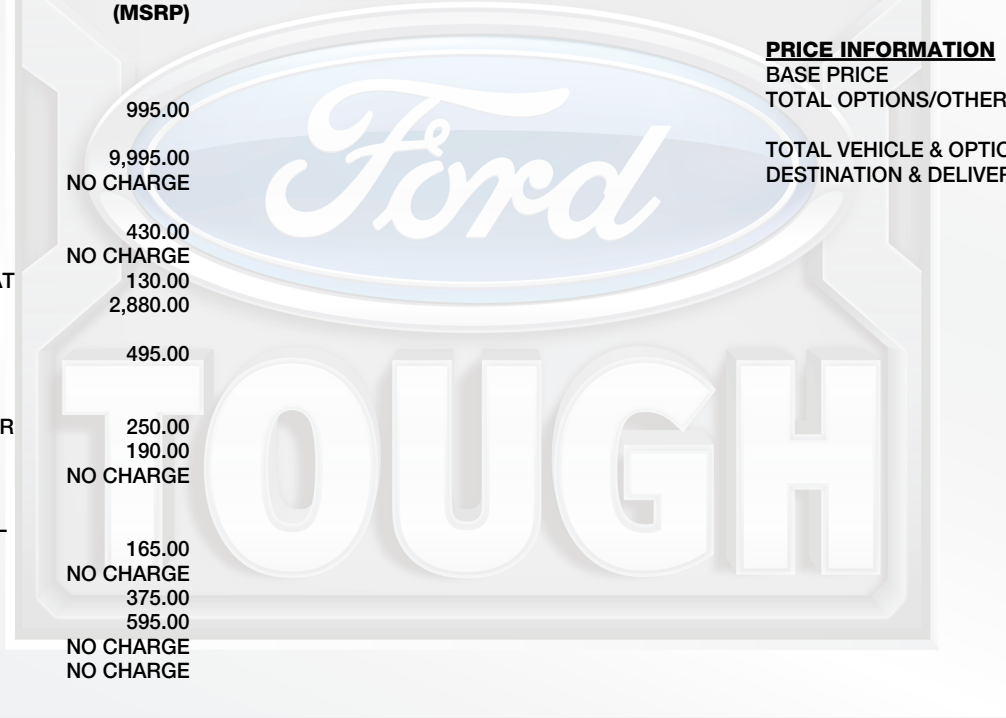 (MSRP)
995.00
9,995.00
NO CHARGE
430.00
NO CHARGE
AT 130.00
2,880.00
495.00
R 250.00
190.00
NO CHARGE
165.00
NO CHARGE
375.00
595.00
NO CHARGE
NO CHARGE
PRICE INFORMATION
BASE PRICE
TOTAL OPTIONS/OTHER
TOTAL VEHICLE & OPTIO
DESTINATION & DELIVER
Ford
TOUGH